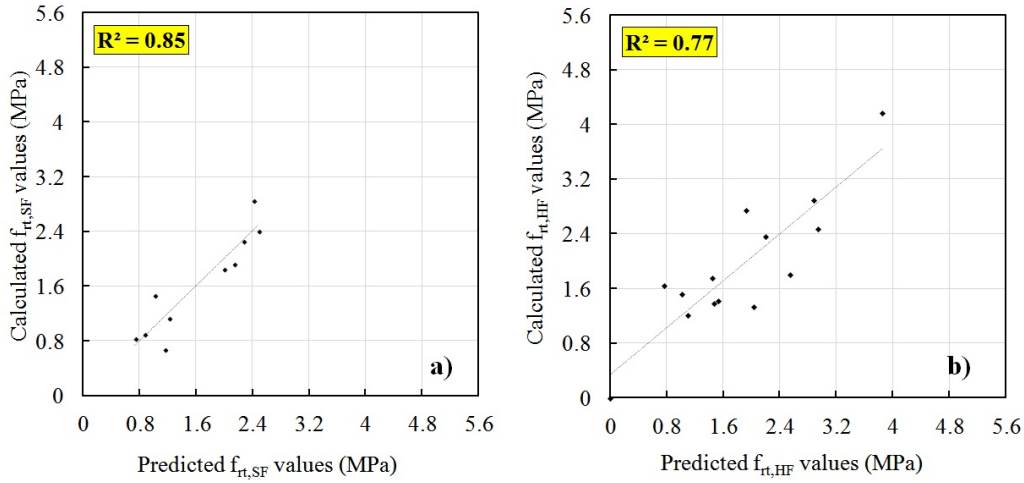 R² = 0.85
Calculated f_rt,SF values (MPa)
5.6
4.8
4
3.2
2.4
1.6
0.8
0
0 0.8 1.6 2.4 3.2 4 4.8 5.6
a)
Predicted f_rt,SF values (MPa)
R² = 0.77
Calculated f_rt,HF values (MPa)
5.6
4.8
4
3.2
2.4
1.6
0.8
0
0 0.8 1.6 2.4 3.2 4 4.8 5.6
b)
Predicted f_rt,HF values (MPa)